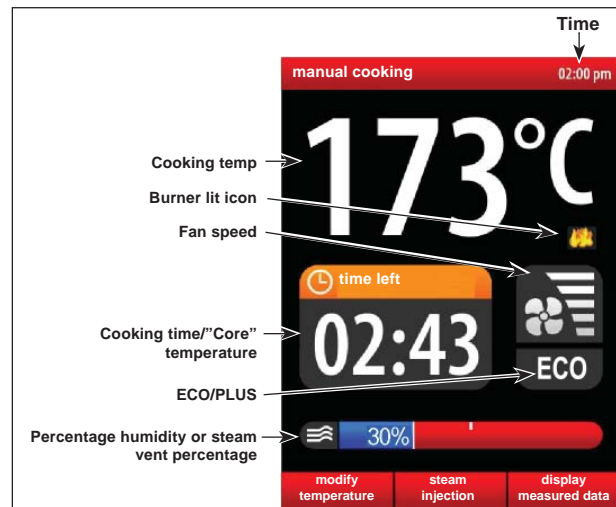 Time
manual cooking 02:00 pm
173°C
Cooking temp
Burner lit icon
Fan speed
time left
02:43
Cooking time/”Core”
temperature
ECO
ECO/PLUS
Percentage humidity or steam
vent percentage
30%
modify
temperature
steam
injection
display
measured data